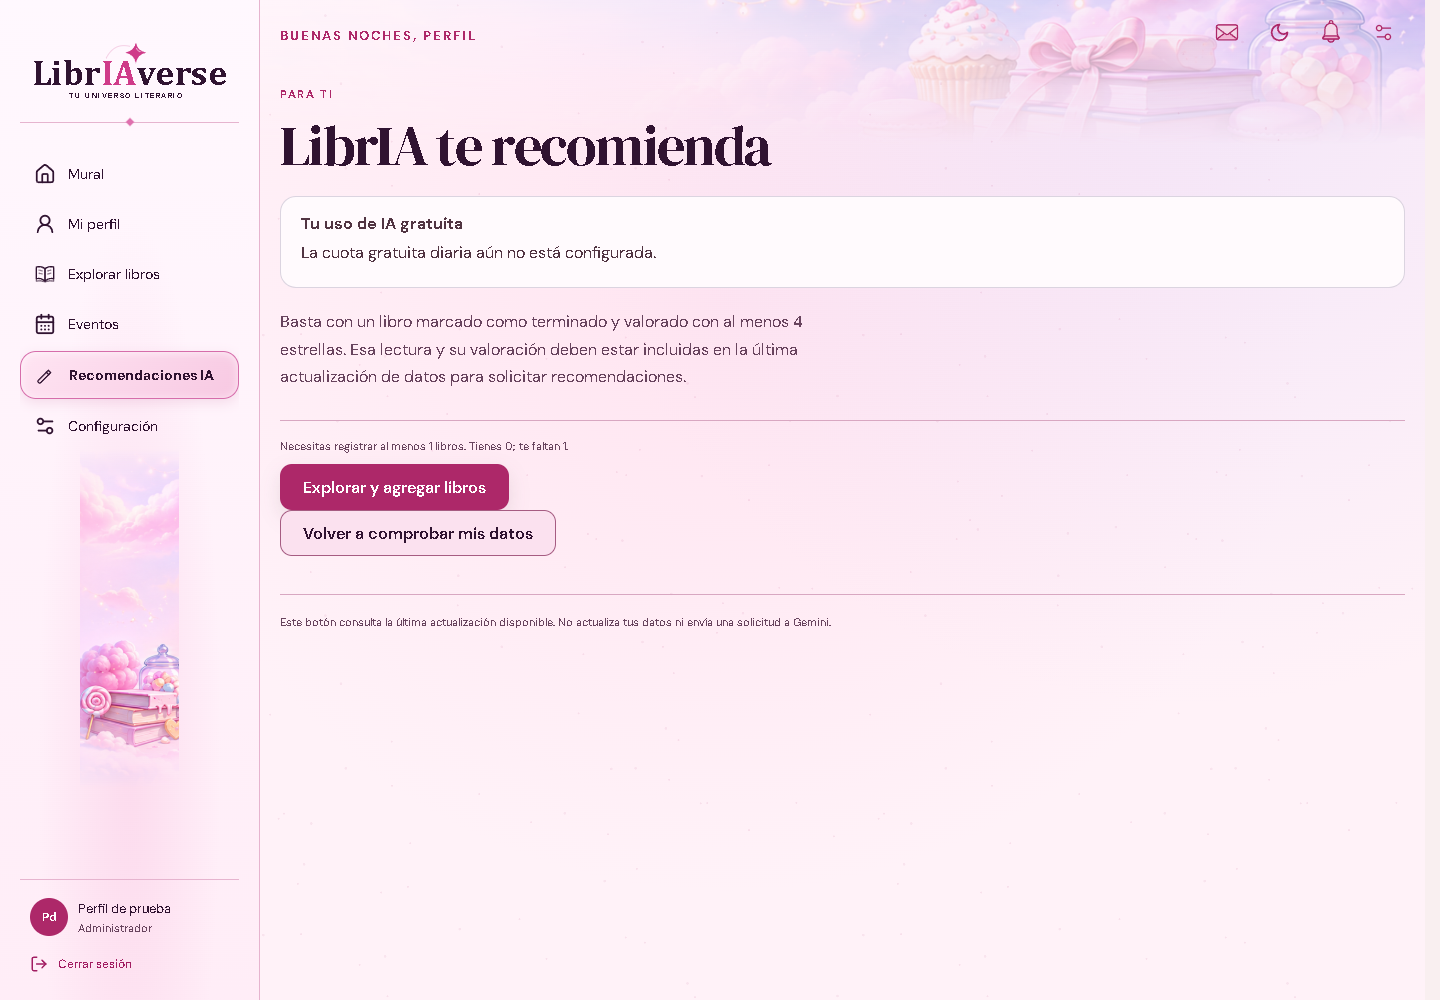 LibrIAverse
TU UNIVERSO LITERARIO
Mural
Mi perfil
Explorar libros
Eventos
Recomendaciones IA
Configuración
Pd
Perfil de prueba
Administrador
Cerrar sesión
BUENAS NOCHES, PERFIL
PARA TI
LibrIA te recomienda
Tu uso de IA gratuita
La cuota gratuita diaria aún no está configurada.
Basta con un libro marcado como terminado y valorado con al menos 4
estrellas. Esa lectura y su valoración deben estar incluidas en la última
actualización de datos para solicitar recomendaciones.
Necesitas registrar al menos 1 libros. Tienes 0; te faltan 1.
Explorar y agregar libros
Volver a comprobar mis datos
Este botón consulta la última actualización disponible. No actualiza tus datos ni envía una solicitud a Gemini.